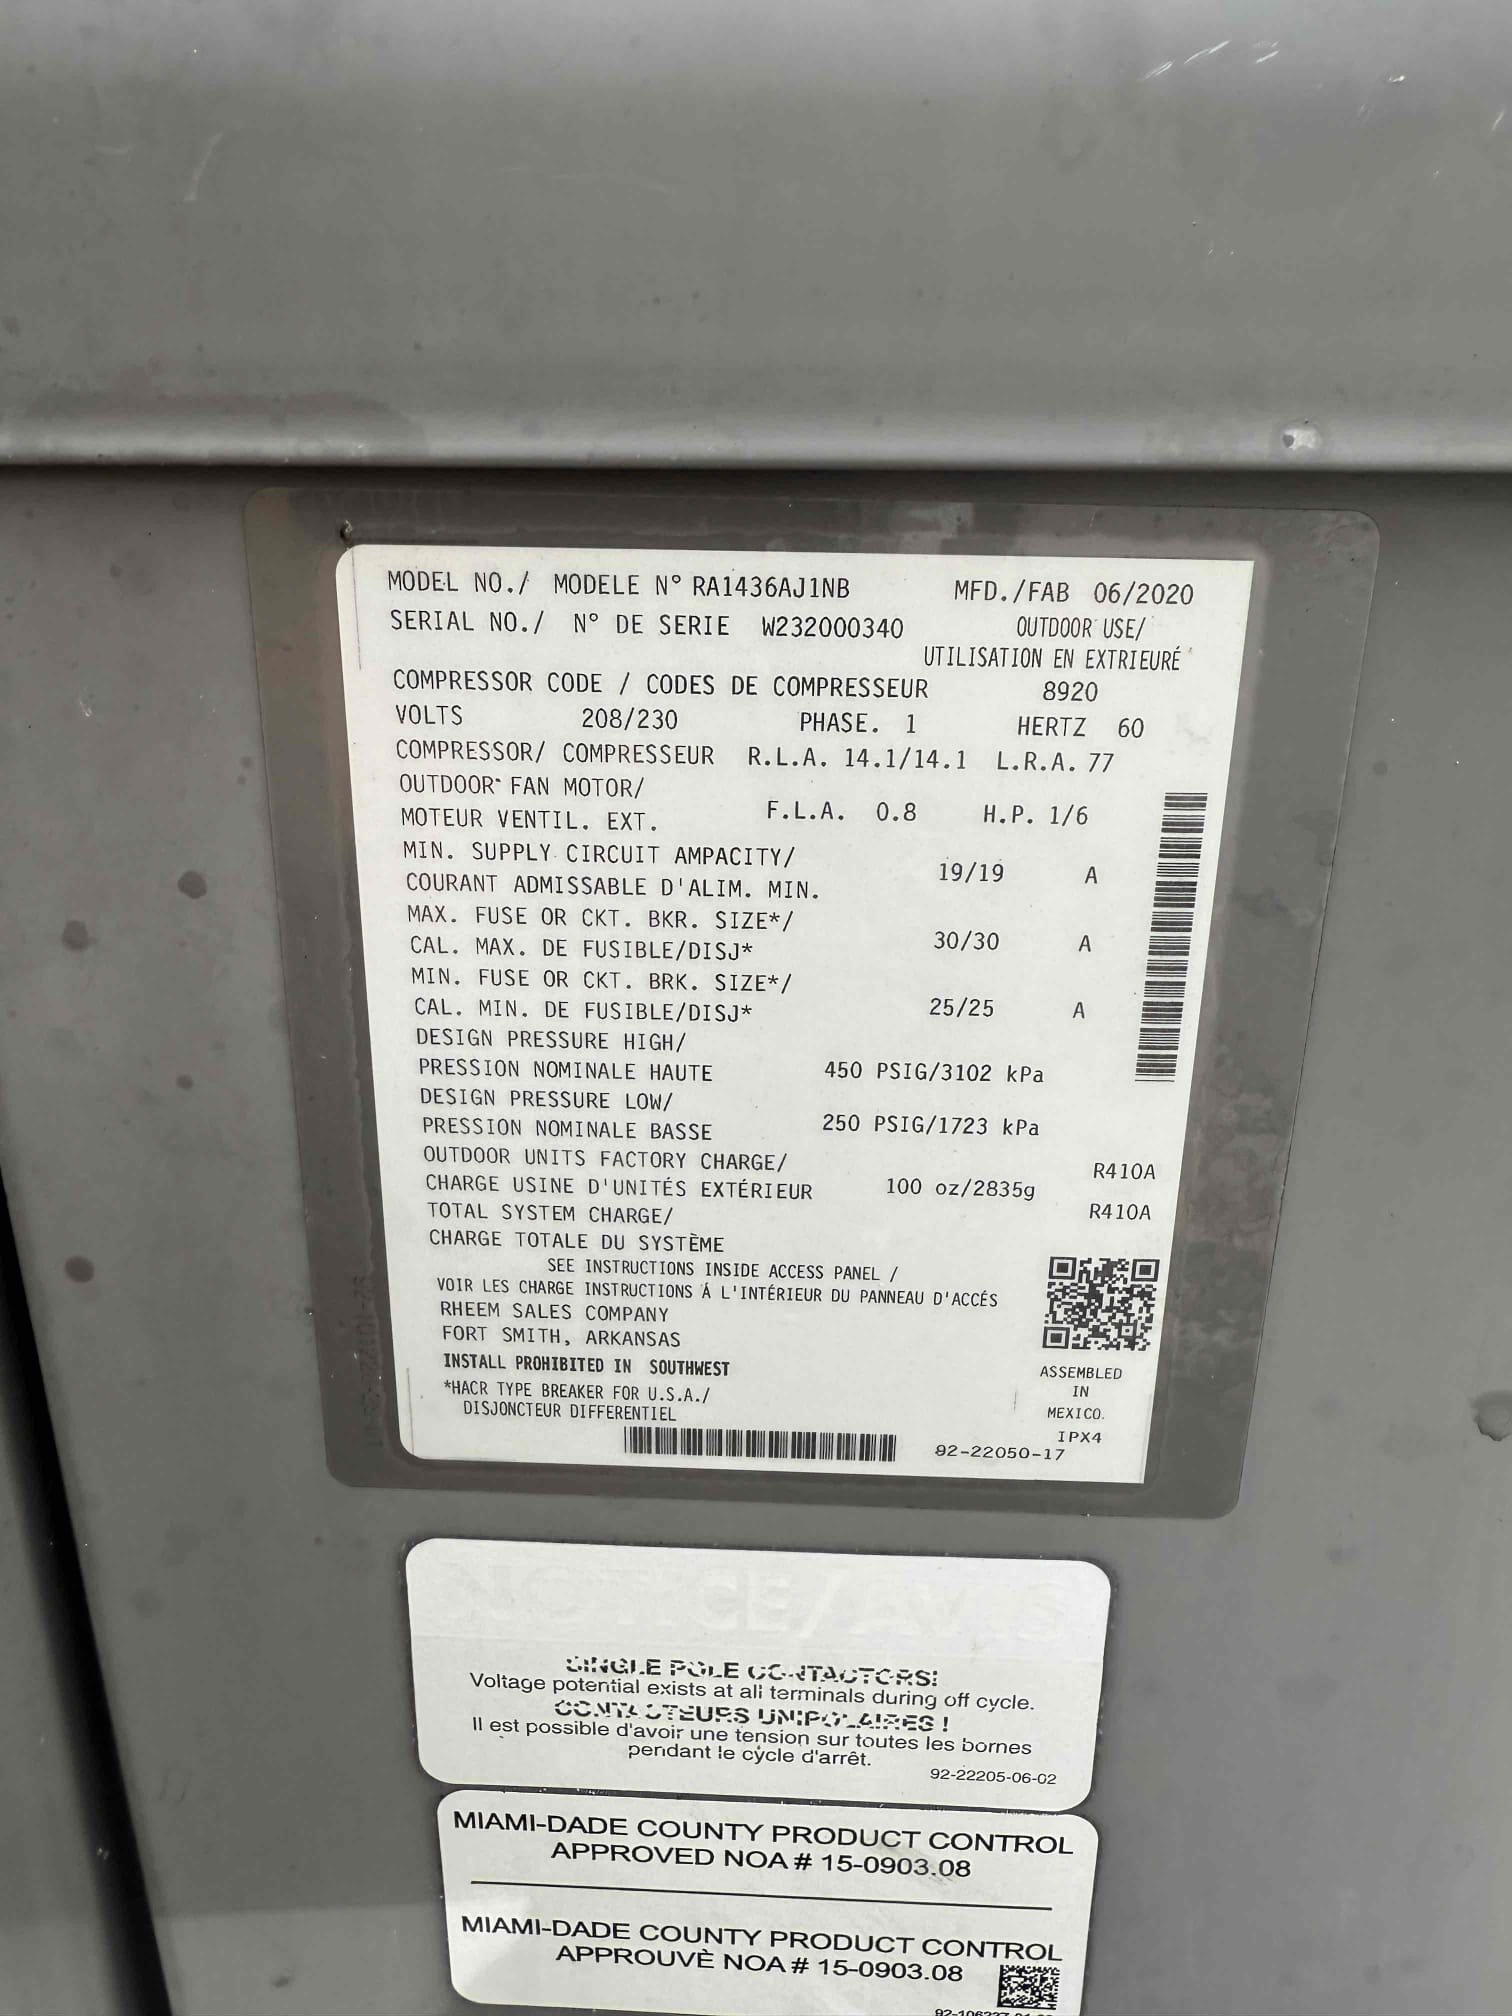 MODEL NO./ MODELE N° RA1436AJ1NB MFD./FAB 06/2020
SERIAL NO./ N° DE SERIE W232000340 OUTDOOR USE/
UTILISATION EN EXTRIEURÉ
COMPRESSOR CODE / CODES DE COMPRESSEUR 8920
VOLTS 208/230 PHASE. 1 HERTZ 60
COMPRESSOR/ COMPRESSEUR R.L.A. 14.1/14.1 L.R.A. 77
OUTDOOR FAN MOTOR/
MOTEUR VENTIL. EXT. F.L.A. 0.8 H.P. 1/6
MIN. SUPPLY CIRCUIT AMPACITY/
COURANT ADMISSABLE D'ALIM. MIN. 19/19 A
MAX. FUSE OR CKT. BKR. SIZE*/
CAL. MAX. DE FUSIBLE/DISJ* 30/30 A
MIN. FUSE OR CKT. BRK. SIZE*/
CAL. MIN. DE FUSIBLE/DISJ* 25/25 A
DESIGN PRESSURE HIGH/
PRESSION NOMINALE HAUTE 450 PSIG/3102 kPa
DESIGN PRESSURE LOW/
PRESSION NOMINALE BASSE 250 PSIG/1723 kPa
OUTDOOR UNITS FACTORY CHARGE/ R410A
CHARGE USINE D'UNITÉS EXTÉRIEUR 100 oz/2835g
TOTAL SYSTEM CHARGE/ R410A
CHARGE TOTALE DU SYSTÈME
SEE INSTRUCTIONS INSIDE ACCESS PANEL /
VOIR LES CHARGE INSTRUCTIONS Á L'INTÉRIEUR DU PANNEAU D'ACCÉS
RHEEM SALES COMPANY
FORT SMITH, ARKANSAS
INSTALL PROHIBITED IN SOUTHWEST
*HACR TYPE BREAKER FOR U.S.A./
DISJONCTEUR DIFFERENTIEL
ASSEMBLED
IN
MEXICO.
IPX4
92-22050-17
NOTICE/AVIS
SINGLE POLE CONTACTORS!
Voltage potential exists at all terminals during off cycle.
CONTACTEURS UNIPOLAIRES !
Il est possible d'avoir une tension sur toutes les bornes
pendant le cycle d'arrêt.
92-22205-06-02
MIAMI-DADE COUNTY PRODUCT CONTROL
APPROVED NOA # 15-0903.08
MIAMI-DADE COUNTY PRODUCT CONTROL
APPROUVÈ NOA # 15-0903.08